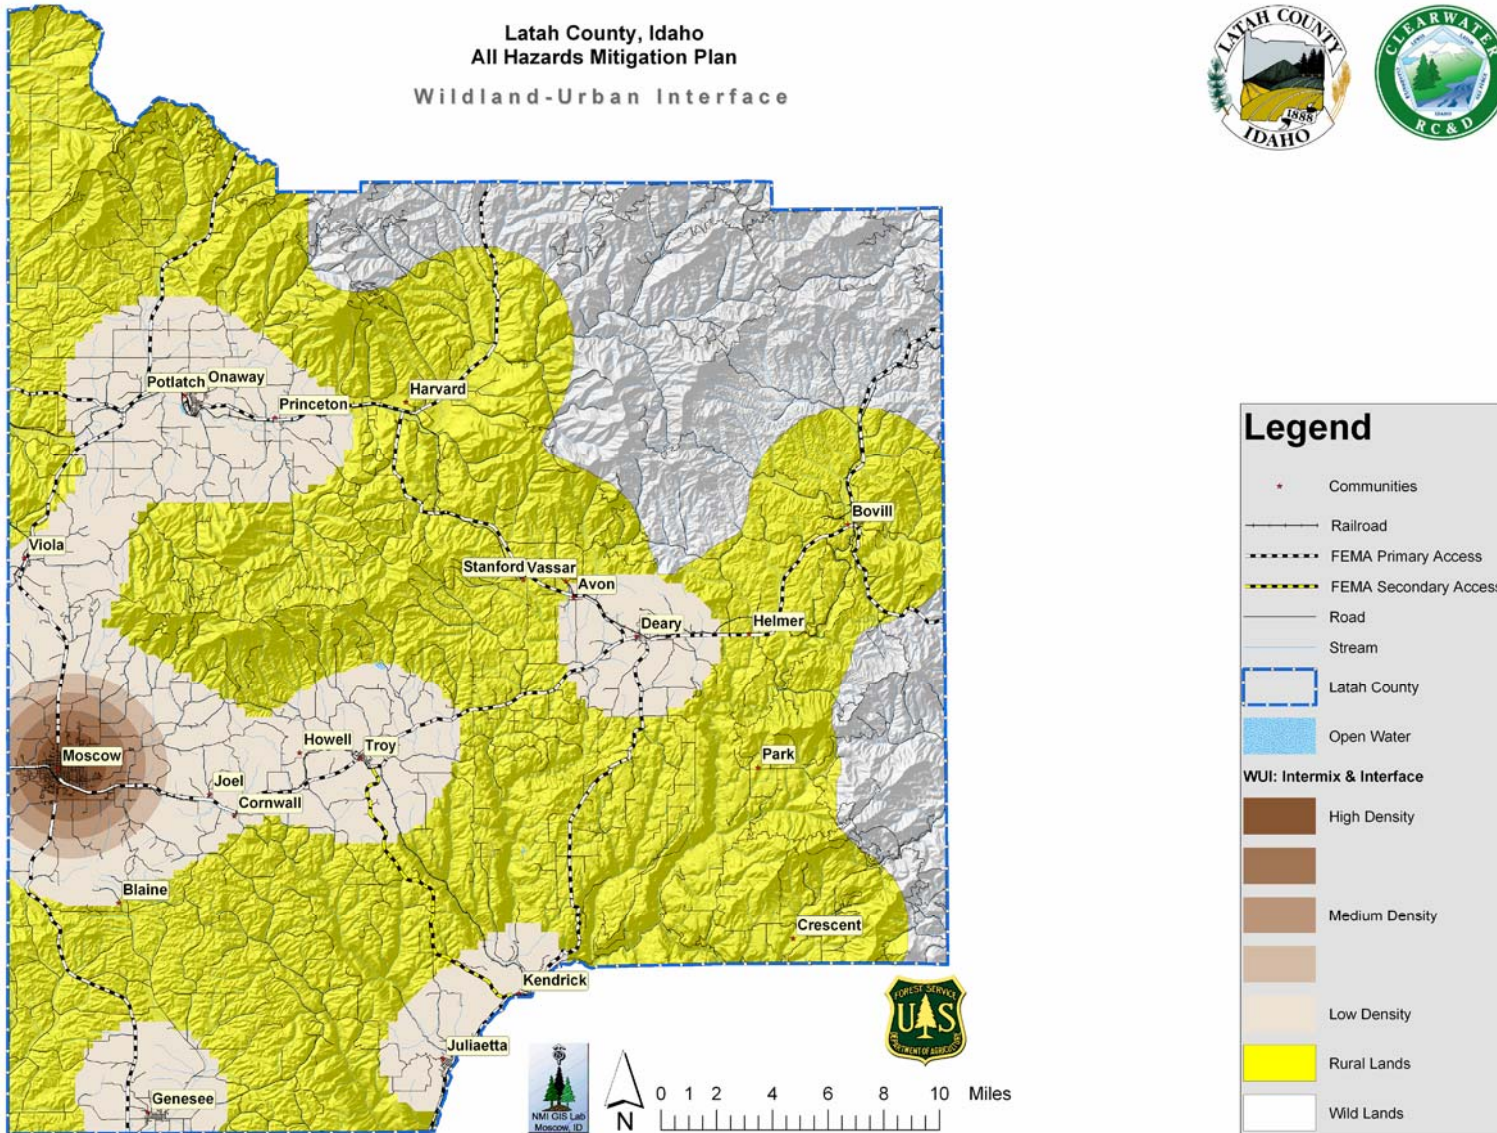 Latah County, Idaho
All Hazards Mitigation Plan
Wildland-Urban Interface
LATAH COUNTY
1888
IDAHO
CLEARWATER
RC & D
Potlatch
Onaway
Princeton
Harvard
Viola
Bovill
Stanford
Vassar
Avon
Deary
Helmer
Moscow
Howell
Troy
Park
Joel
Cornwall
Blaine
Crescent
Kendrick
Juliaetta
Genesee
Legend
Communities
Railroad
FEMA Primary Access
FEMA Secondary Access
Road
Stream
Latah County
Open Water
WUI: Intermix & Interface
High Density
Medium Density
Low Density
Rural Lands
Wild Lands
FOREST SERVICE
U S
DEPARTMENT OF AGRICULTURE
NMI GIS Lab
Moscow, ID
N
0 1 2 4 6 8 10 Miles